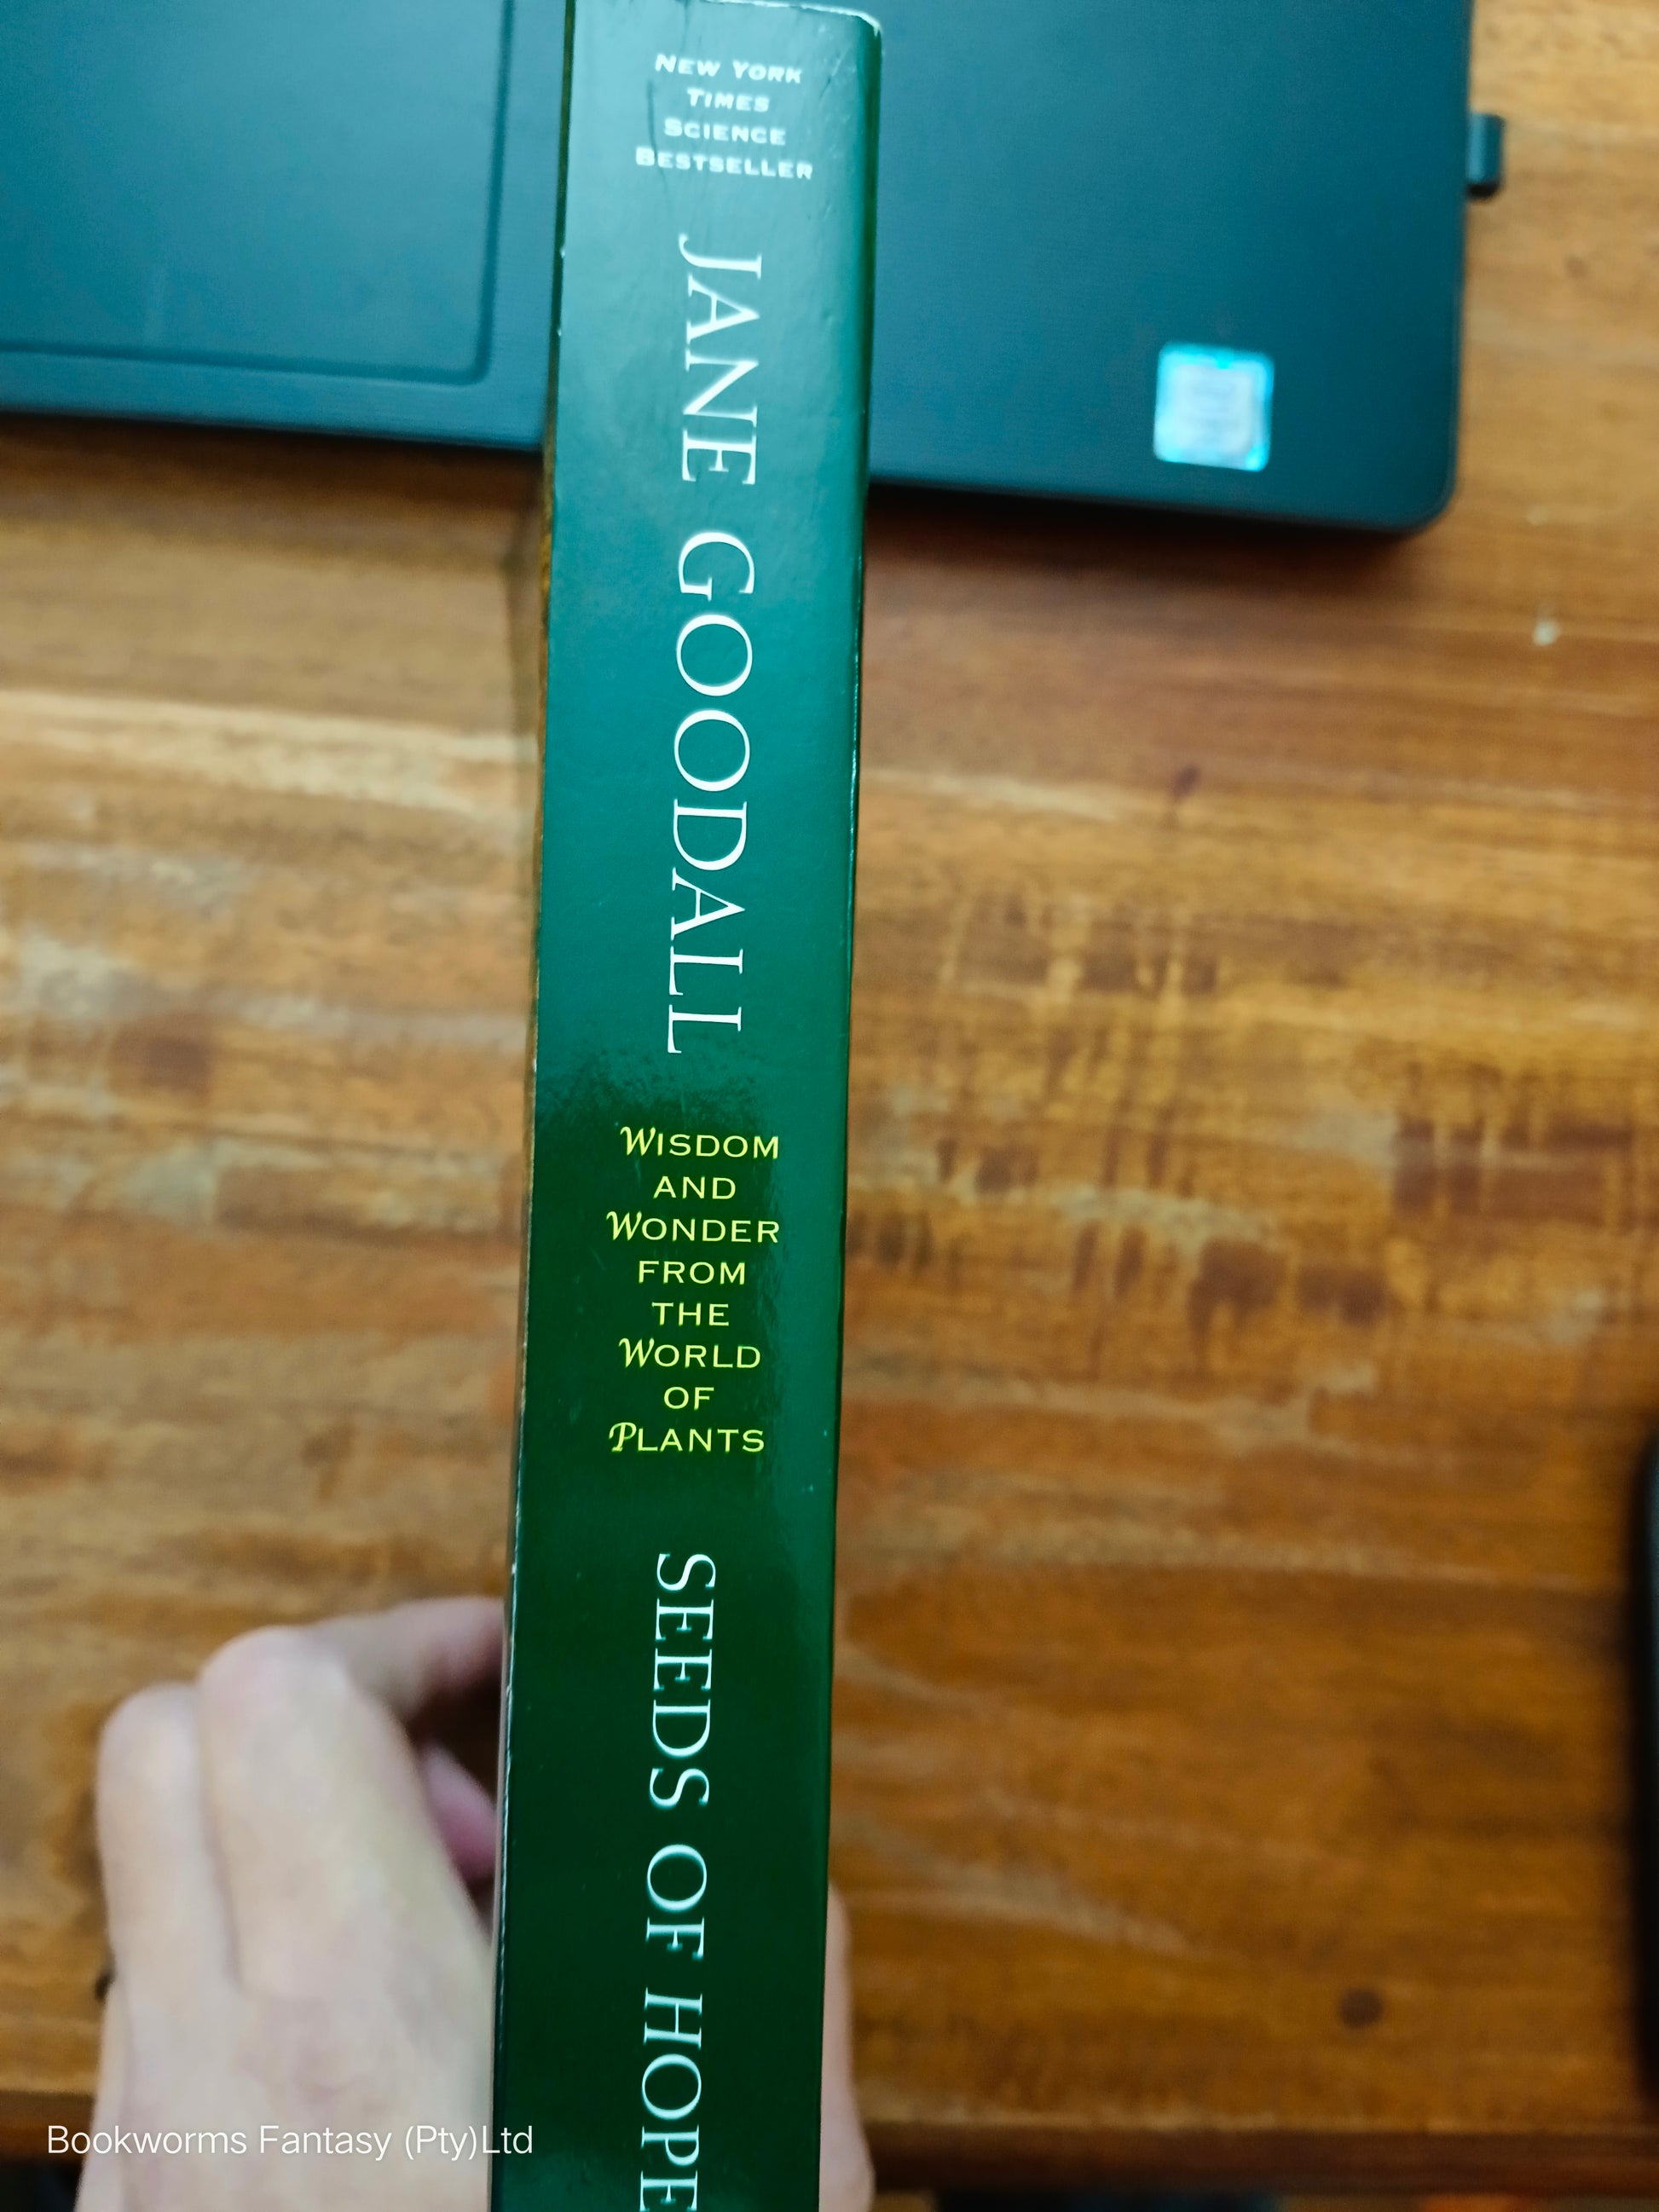 NEW YORK
TIMES
SCIENCE
BESTSELLER
JANE GOODALL
WISDOM
AND
WONDER
FROM
THE
WORLD
OF
PLANTS
SEEDS OF HOPE
Bookworms Fantasy (Pty)Ltd